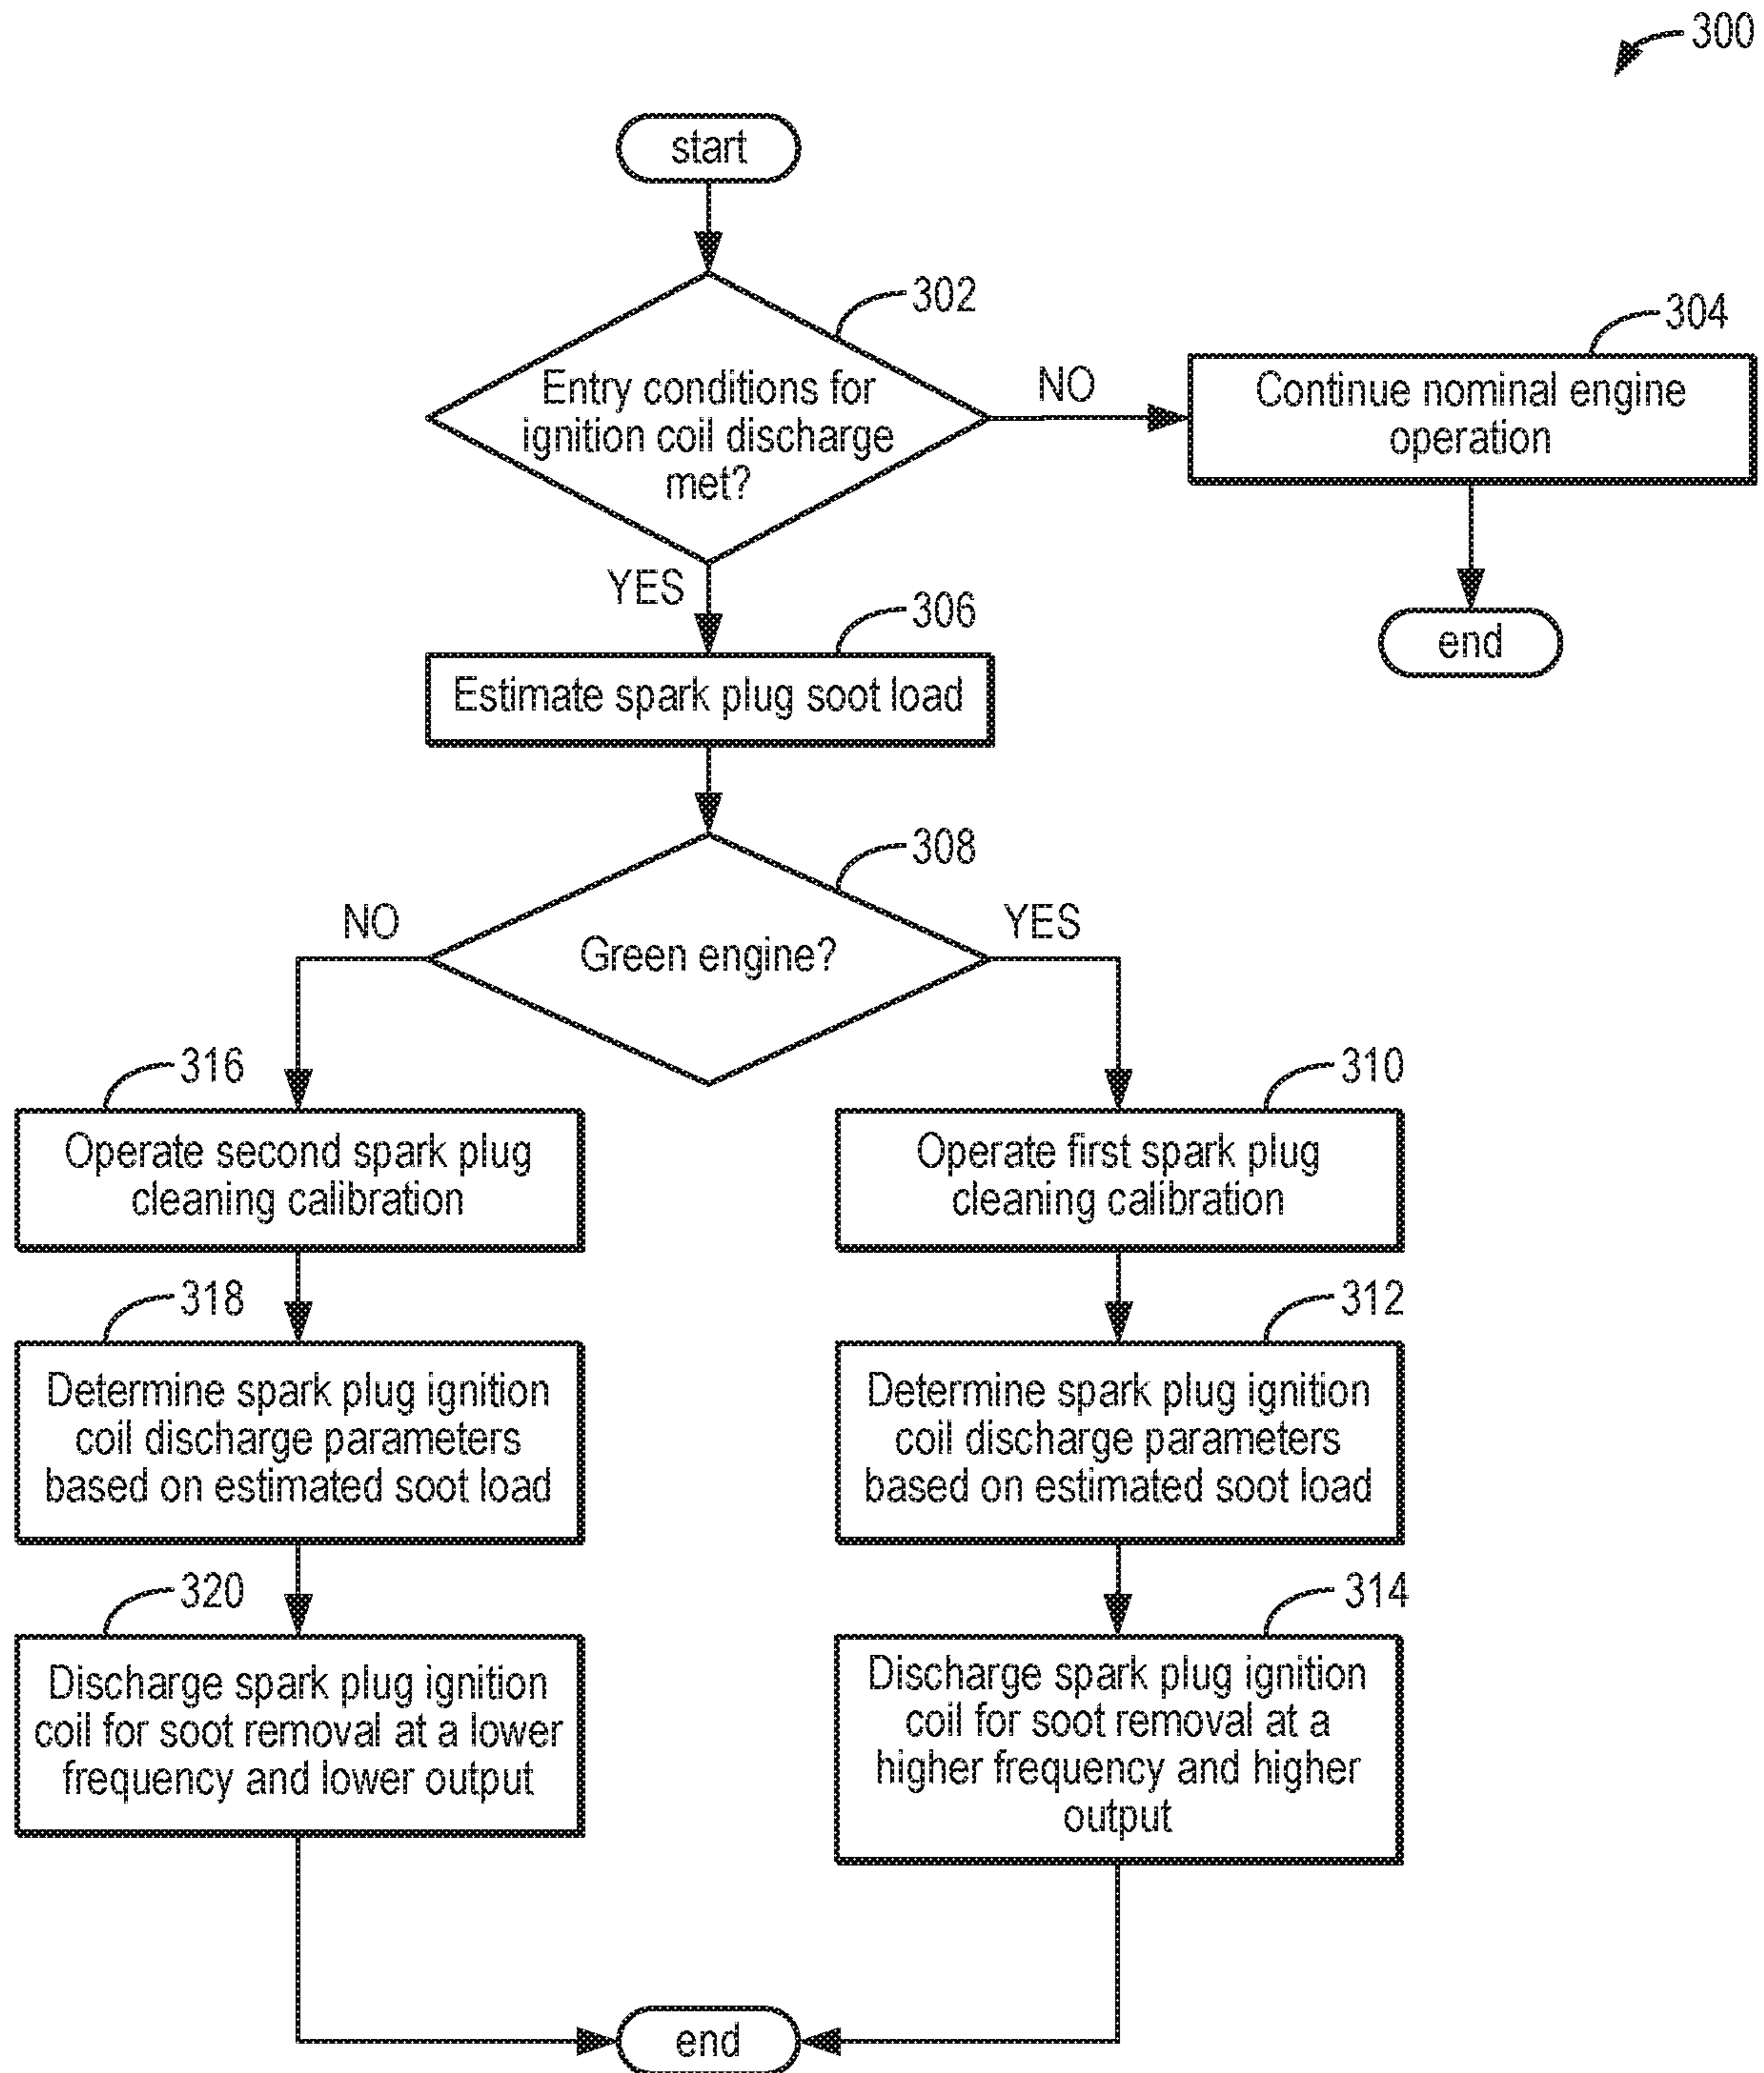 300
start
302
Entry conditions for
ignition coil discharge
met?
NO
304
Continue nominal engine
operation
end
YES
306
Estimate spark plug soot load
308
Green engine?
NO
YES
316
Operate second spark plug
cleaning calibration
310
Operate first spark plug
cleaning calibration
318
Determine spark plug ignition
coil discharge parameters
based on estimated soot load
312
Determine spark plug ignition
coil discharge parameters
based on estimated soot load
320
Discharge spark plug ignition
coil for soot removal at a lower
frequency and lower output
314
Discharge spark plug ignition
coil for soot removal at a
higher frequency and higher
output
end